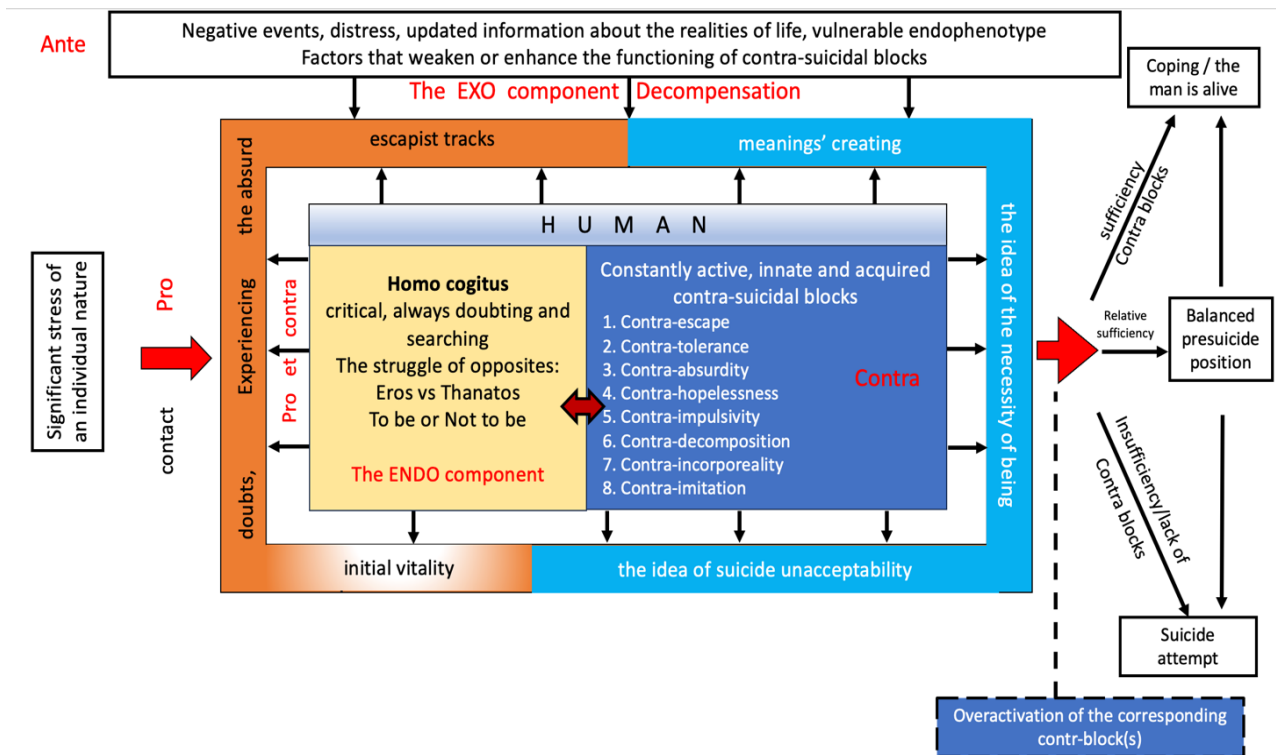 Ante
Negative events, distress, updated information about the realities of life, vulnerable endophenotype
Factors that weaken or enhance the functioning of contra-suicidal blocks
The EXO component
Decompensation
Coping / the
man is alive
escapist tracks
meanings' creating
doubts, Experiencing the absurd
the idea of the necessity of being
H U M A N
Significant stress of
an individual nature
Pro
contact
Pro et contra
Homo cogitus
critical, always doubting and
searching
The struggle of opposites:
Eros vs Thanatos
To be or Not to be
The ENDO component
Constantly active, innate and acquired
contra-suicidal blocks
1. Contra-escape
2. Contra-tolerance
3. Contra-absurdity
4. Contra-hopelessness
5. Contra-impulsivity
6. Contra-decomposition
7. Contra-incorporeality
8. Contra-imitation
Contra
initial vitality
the idea of suicide unacceptability
sufficiency
Contra blocks
Relative
sufficiency
Balanced
presuicide
position
Insufficiency/lack of
Contra blocks
Suicide
attempt
Overactivation of the corresponding
contr-block(s)